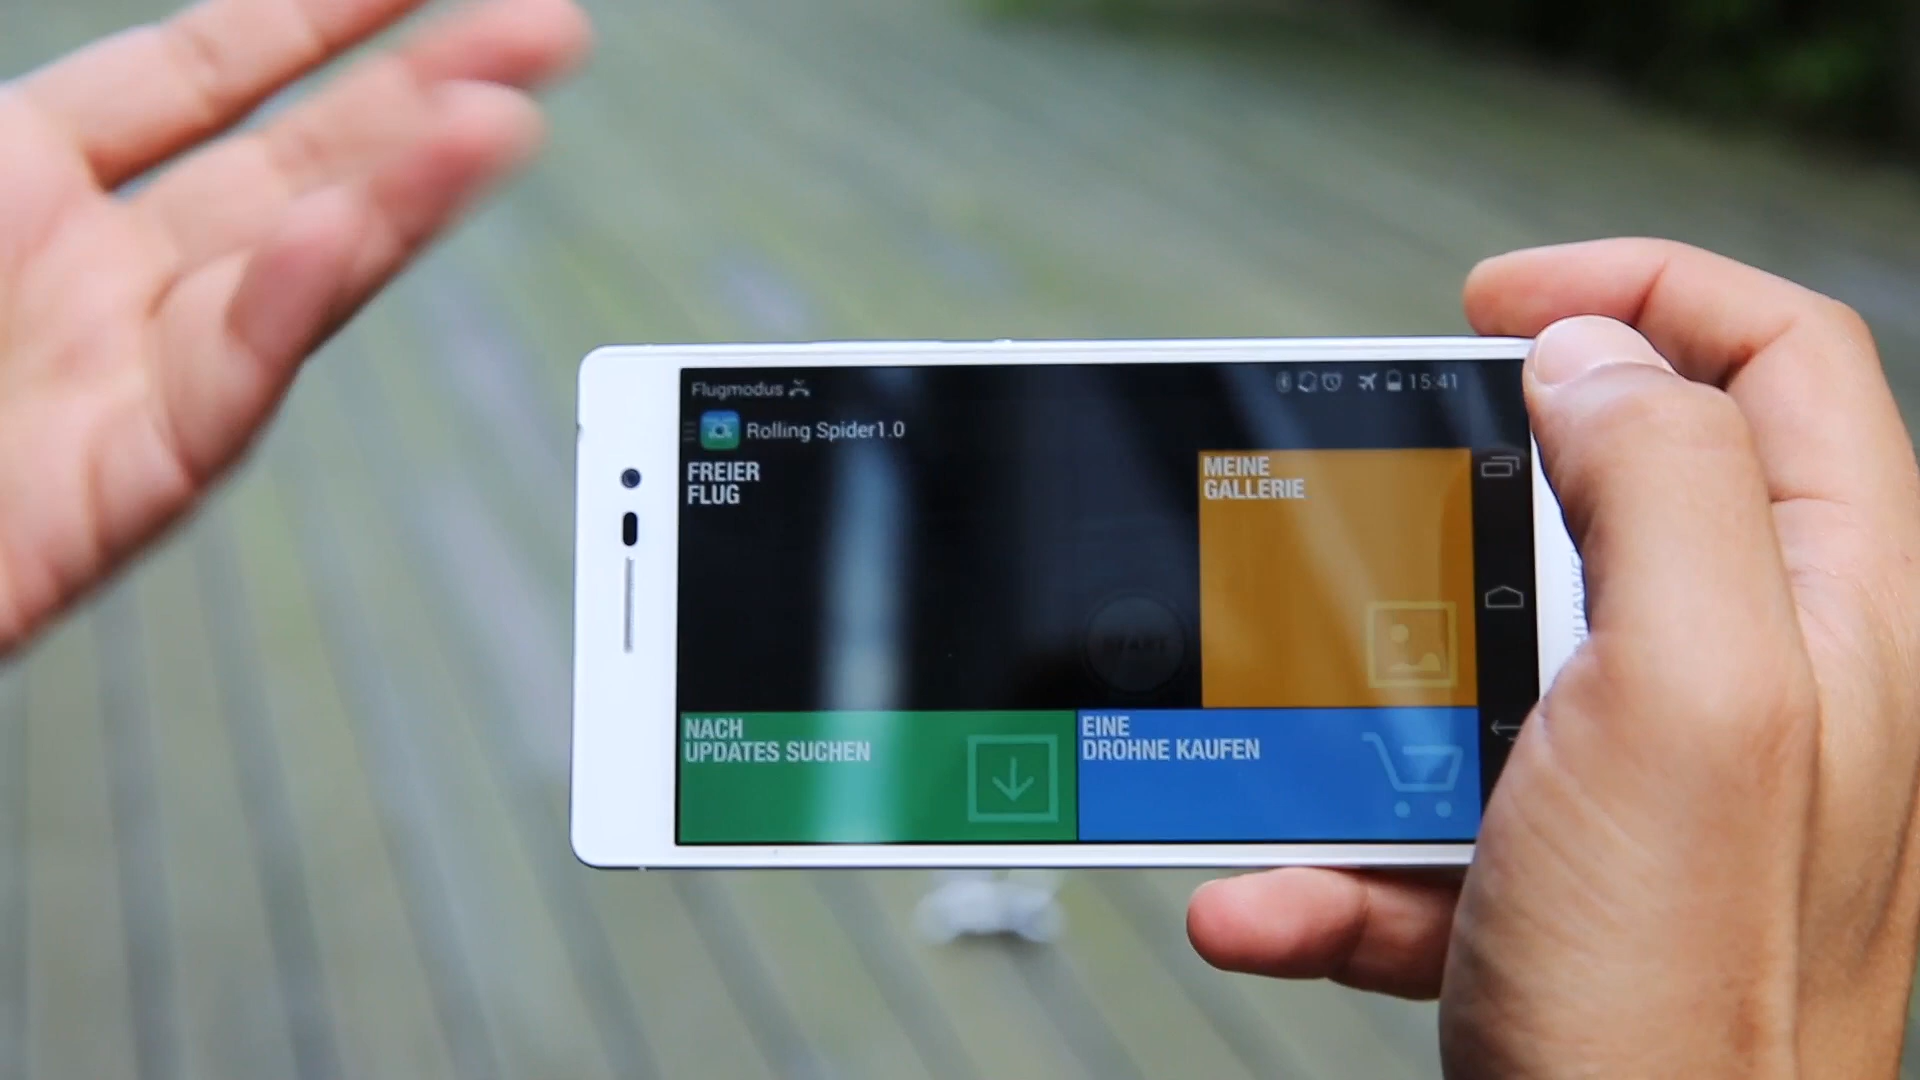 Flugmodus
15:41
Rolling Spider1.0
FREIER
FLUG
MEINE
GALLERIE
NACH
UPDATES SUCHEN
EINE
DROHNE KAUFEN